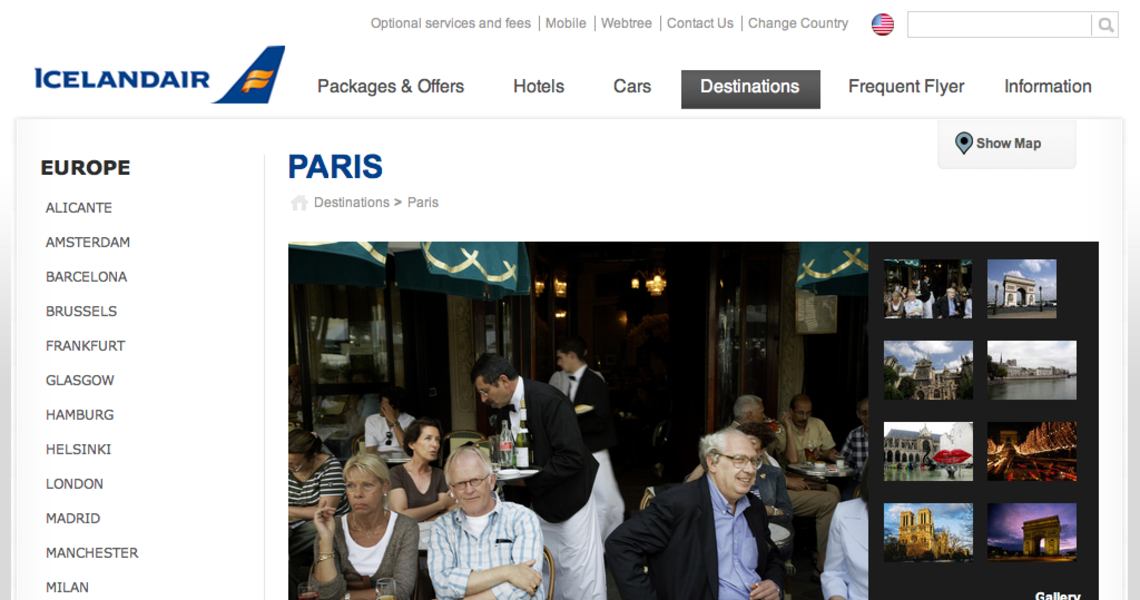 Optional services and fees | Mobile | Webtree | Contact Us | Change Country
ICELANDAIR
Packages & Offers Hotels Cars Destinations Frequent Flyer Information
Show Map
EUROPE
ALICANTE
AMSTERDAM
BARCELONA
BRUSSELS
FRANKFURT
GLASGOW
HAMBURG
HELSINKI
LONDON
MADRID
MANCHESTER
MILAN
PARIS
Destinations > Paris
Gallery